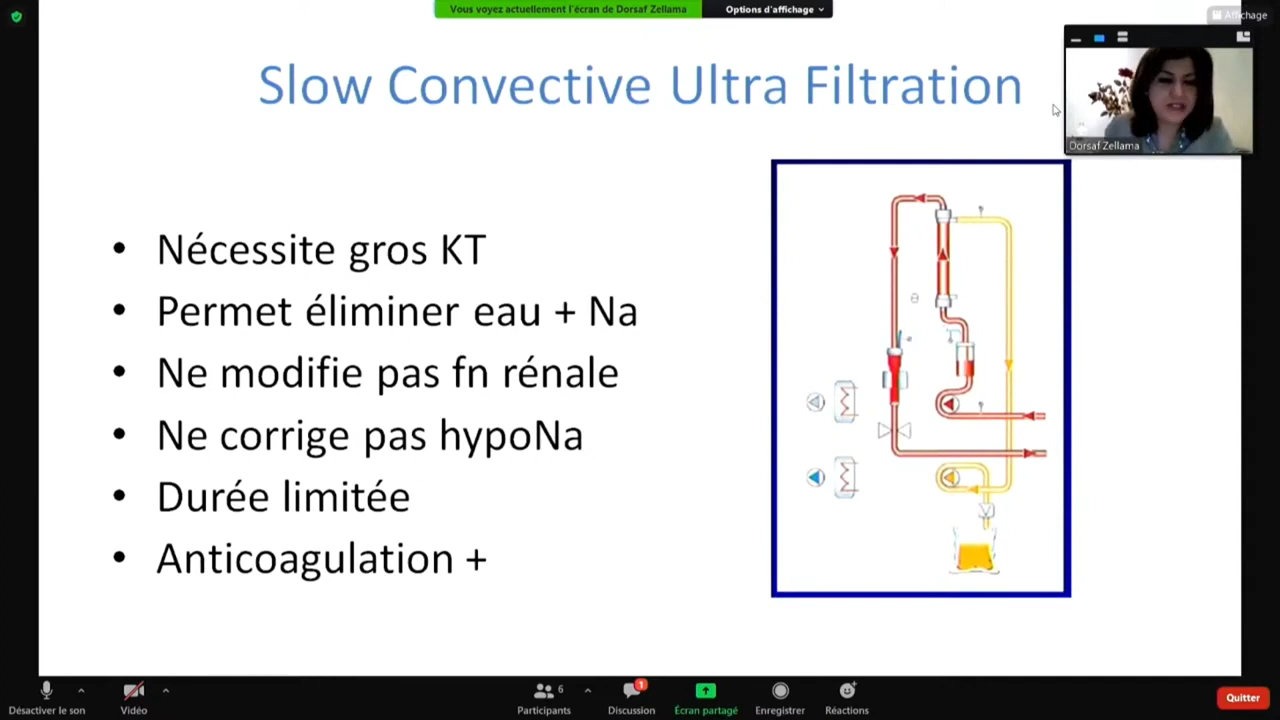 Vous voyez actuellement l'écran de Dorsaf Zellama
Options d'affichage
Affichage
Slow Convective Ultra Filtration
Dorsaf Zellama
• Nécessite gros KT
• Permet éliminer eau + Na
• Ne modifie pas fn rénale
• Ne corrige pas hypoNa
• Durée limitée
• Anticoagulation +
6
1
Désactiver le son
Vidéo
Participants
Discussion
Écran partagé
Enregistrer
Réactions
Quitter